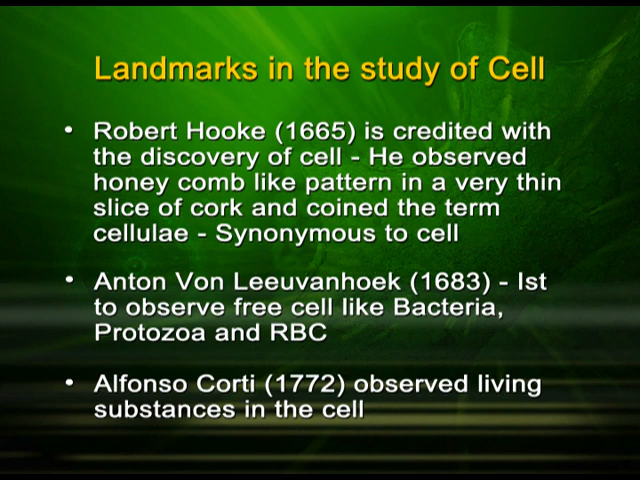 Landmarks in the study of Cell
• Robert Hooke (1665) is credited with
the discovery of cell - He observed
honey comb like pattern in a very thin
slice of cork and coined the term
cellulae - Synonymous to cell
• Anton Von Leeuvanhoek (1683) - Ist
to observe free cell like Bacteria,
Protozoa and RBC
• Alfonso Corti (1772) observed living
substances in the cell